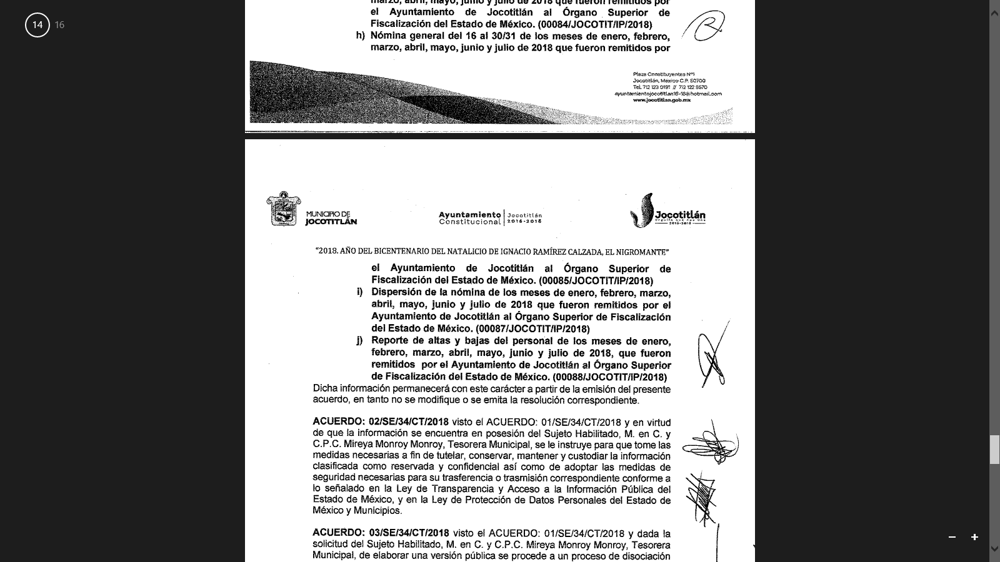 14 16
marzo, abril, mayo, junio y julio de 2018 que fueron remitidos por
el Ayuntamiento de Jocotitlán al Órgano Superior de
Fiscalización del Estado de México. (00084/JOCOTIT/IP/2018)
h) Nómina general del 16 al 30/31 de los meses de enero, febrero,
marzo, abril, mayo, junio y julio de 2018 que fueron remitidos por
Plaza Constituyentes N°1
Jocotitlán, México C.P. 50700
Tel. 712 123 0191 // 712 122 9570
ayuntamientojocotitlan16-18@hotmail.com
www.jocotitlan.gob.mx
MUNICIPIO DE
JOCOTITLÁN
Ayuntamiento
Constitucional
Jocotitlán
2016-2018
Jocotitlán
Orgullo que nos une
2016-2018
"2018. AÑO DEL BICENTENARIO DEL NATALICIO DE IGNACIO RAMÍREZ CALZADA, EL NIGROMANTE"
el Ayuntamiento de Jocotitlán al Órgano Superior de
Fiscalización del Estado de México. (00085/JOCOTIT/IP/2018)
i) Dispersión de la nómina de los meses de enero, febrero, marzo,
abril, mayo, junio y julio de 2018 que fueron remitidos por el
Ayuntamiento de Jocotitlán al Órgano Superior de Fiscalización
del Estado de México. (00087/JOCOTIT/IP/2018)
j) Reporte de altas y bajas del personal de los meses de enero,
febrero, marzo, abril, mayo, junio y julio de 2018, que fueron
remitidos por el Ayuntamiento de Jocotitlán al Órgano Superior
de Fiscalización del Estado de México. (00088/JOCOTIT/IP/2018)
Dicha información permanecerá con este carácter a partir de la emisión del presente
acuerdo, en tanto no se modifique o se emita la resolución correspondiente.
ACUERDO: 02/SE/34/CT/2018 visto el ACUERDO: 01/SE/34/CT/2018 y en virtud
de que la información se encuentra en posesión del Sujeto Habilitado, M. en C. y
C.P.C. Mireya Monroy Monroy, Tesorera Municipal, se le instruye para que tome las
medidas necesarias a fin de tutelar, conservar, mantener y custodiar la información
clasificada como reservada y confidencial así como de adoptar las medidas de
seguridad necesarias para su trasferencia o trasmisión correspondiente conforme a
lo señalado en la Ley de Transparencia y Acceso a la Información Pública del
Estado de México, y en la Ley de Protección de Datos Personales del Estado de
México y Municipios.
ACUERDO: 03/SE/34/CT/2018 visto el ACUERDO: 01/SE/34/CT/2018 y dada la
solicitud del Sujeto Habilitado, M. en C. y C.P.C. Mireya Monroy Monroy, Tesorera
Municipal, de elaborar una versión pública se procede a un proceso de disociación